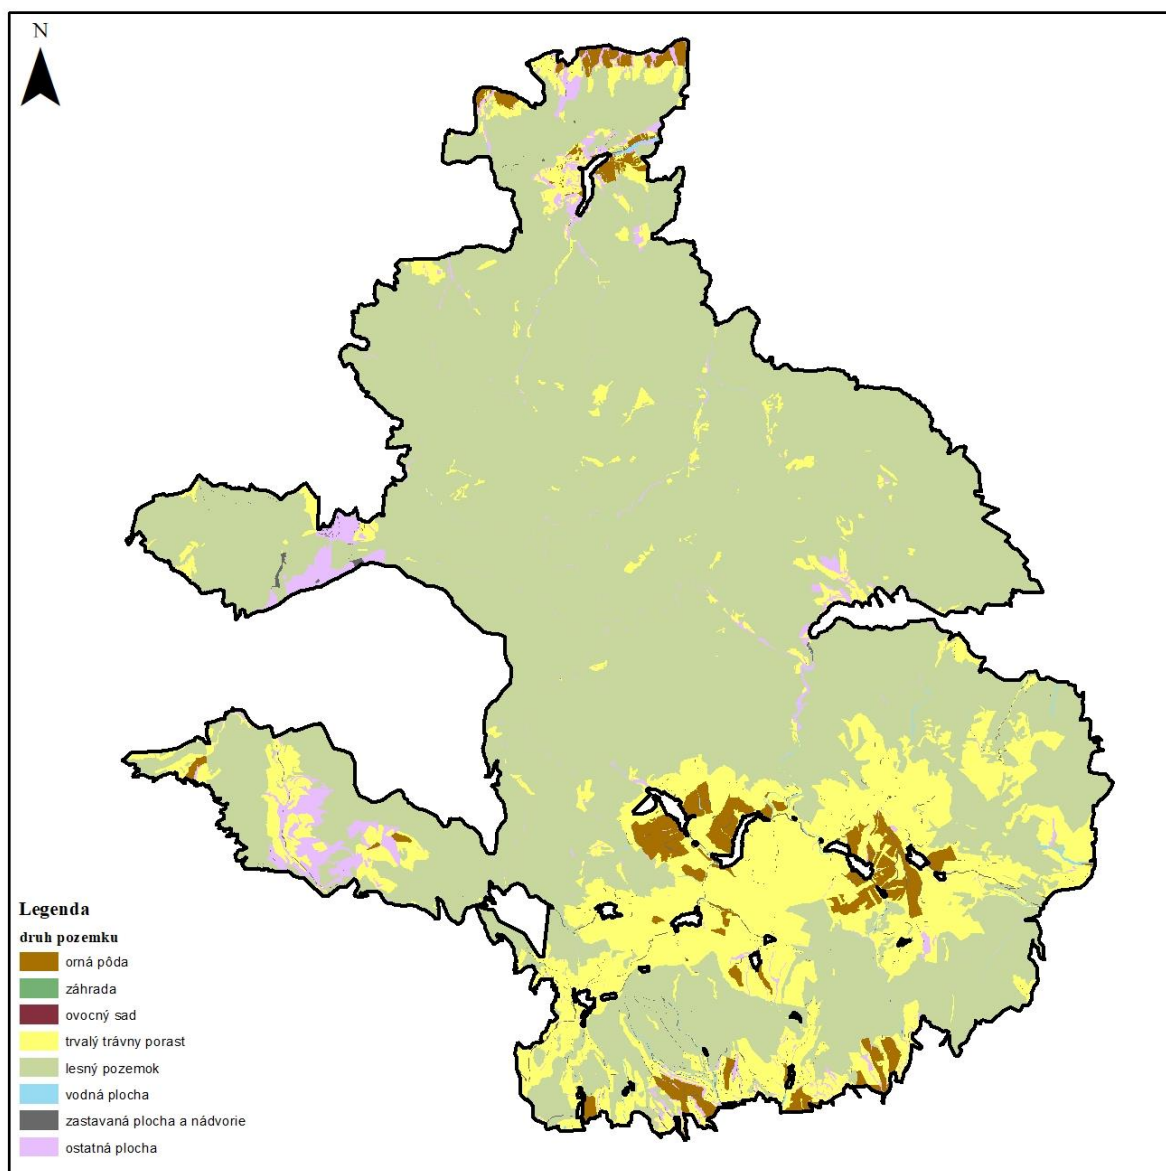 N
Legenda
druh pozemku
orná pôda
záhrada
ovocný sad
trvalý trávny porast
lesný pozemok
vodná plocha
zastavaná plocha a nádvorie
ostatná plocha